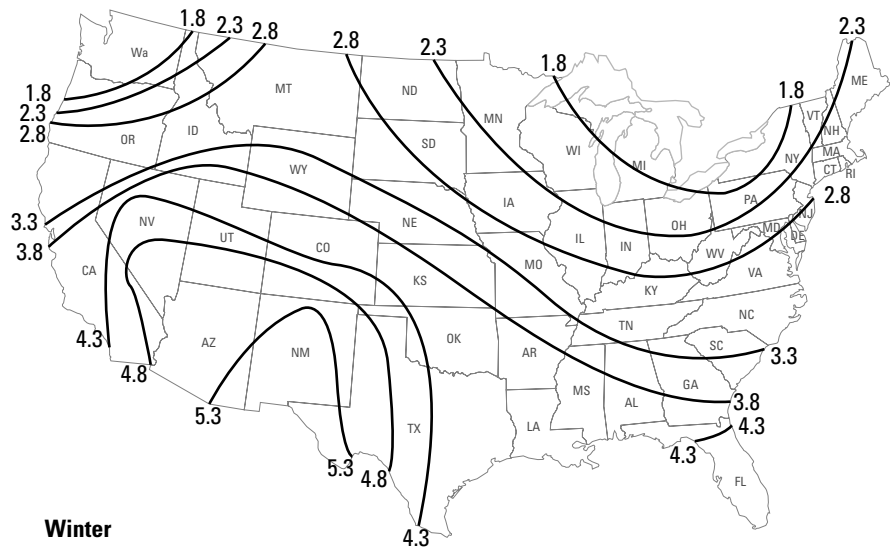 1.8 2.3 2.8 2.8 2.3 1.8 1.8 2.3
Wa MT ND MN ME
1.8
2.3
2.8
OR ID SD WI MI VT NH
NY MA
CT RI
WY IA PA 2.8
NJ
3.3
3.8
NV UT CO NE IL IN OH MD DE
WV
CA KS MO KY VA
4.3
4.8
AZ NM OK AR TN NC
SC
3.3
5.3
TX LA MS AL GA
3.8
4.3
5.3 4.8 4.3
FL
Winter
4.3